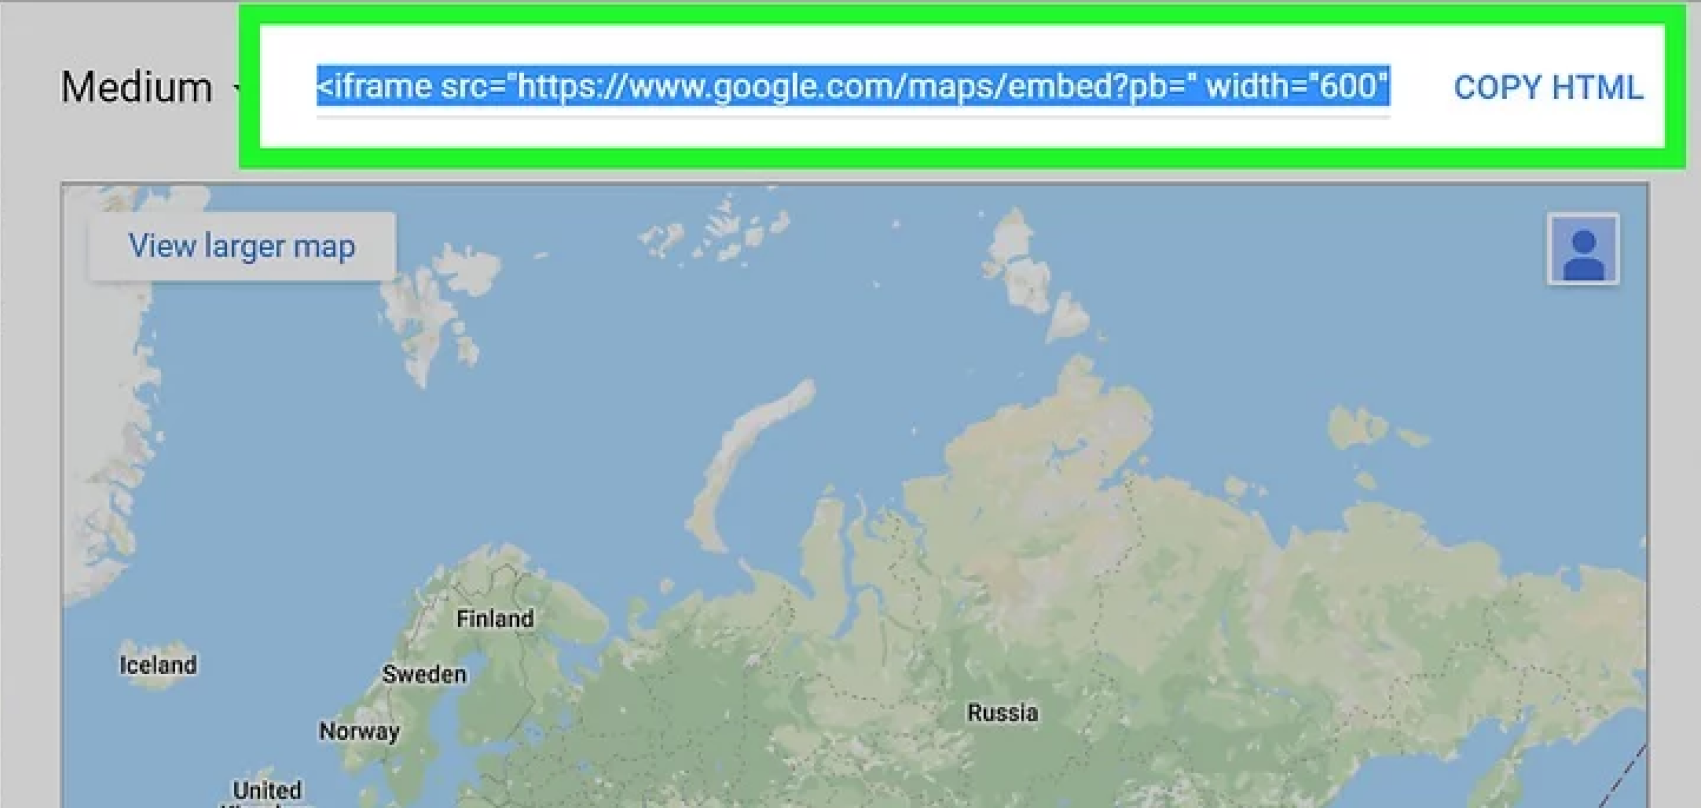 Medium
<iframe src="https://www.google.com/maps/embed?pb=" width="600"
COPY HTML
View larger map
Finland
Iceland
Sweden
Russia
Norway
United